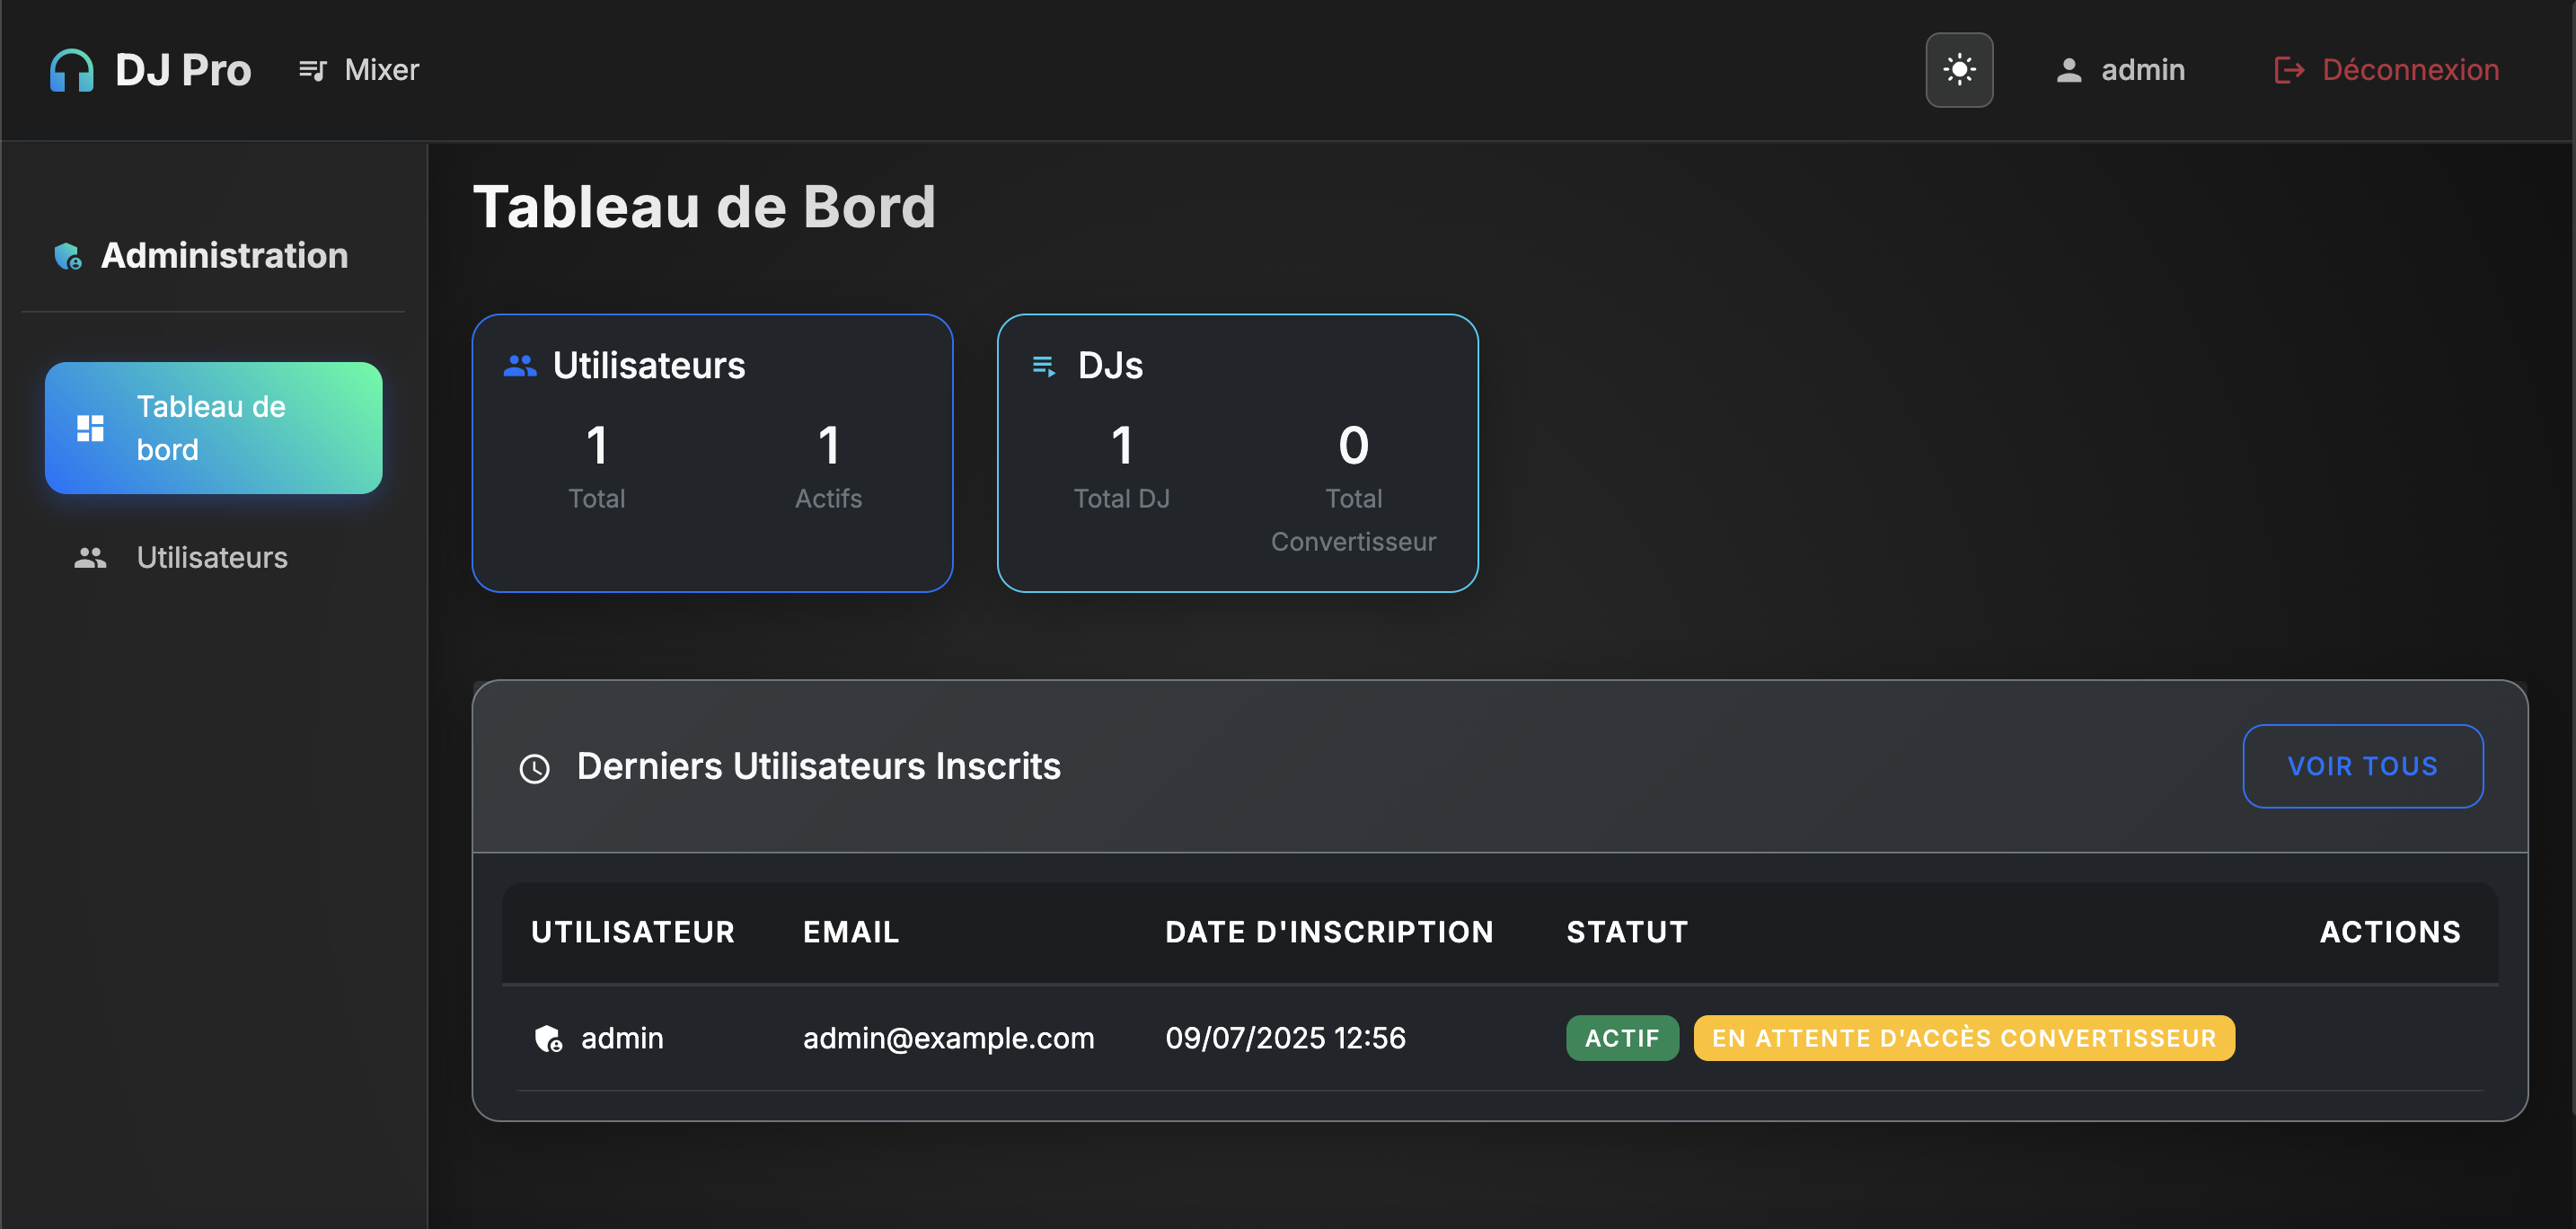 DJ Pro
Mixer
admin
Déconnexion
Administration
Tableau de
bord
Utilisateurs
Tableau de Bord
Utilisateurs
1
1
Total
Actifs
DJs
1
0
Total DJ
Total
Convertisseur
Derniers Utilisateurs Inscrits
VOIR TOUS
UTILISATEUR EMAIL DATE D'INSCRIPTION STATUT ACTIONS
admin admin@example.com 09/07/2025 12:56 ACTIF EN ATTENTE D'ACCÈS CONVERTISSEUR